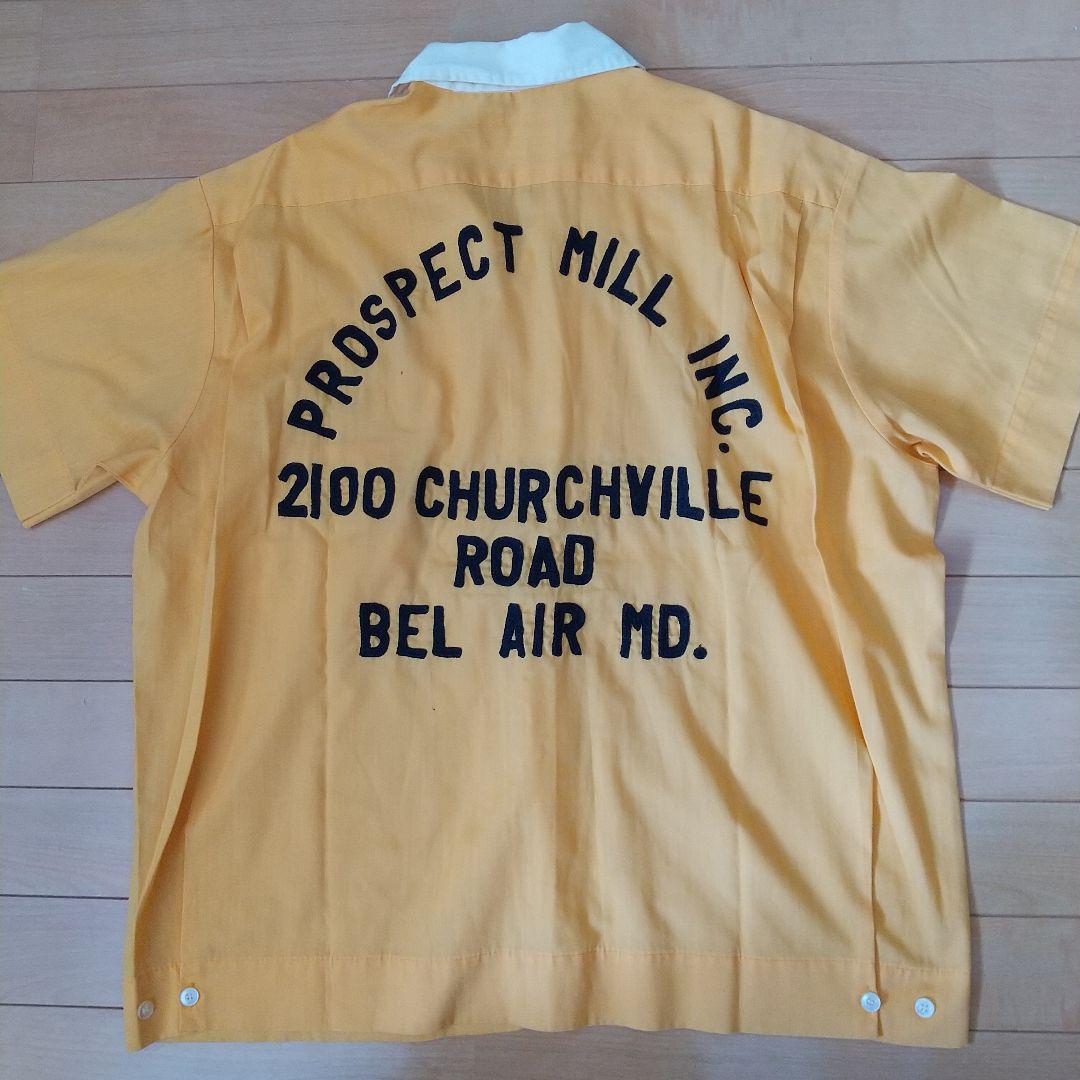 PROSPECT MILL INC.
2100 CHURCHVILLE
ROAD
BEL AIR MD.